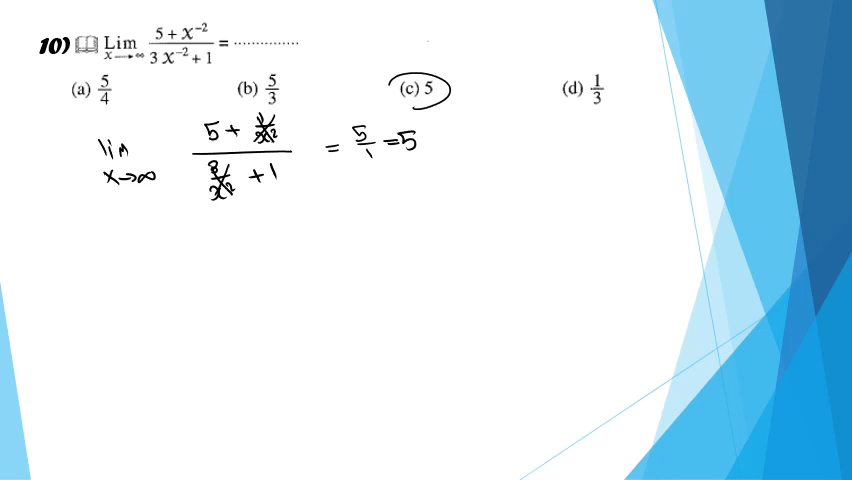 10) Lim x→∞ (5 + x⁻²)/(3 x⁻² + 1) = ...............
(a) 5/4 (b) 5/3 (c) 5 (d) 1/3
lim x→∞ (5 + 1/x²)/(3/x² + 1) = 5/1 = 5